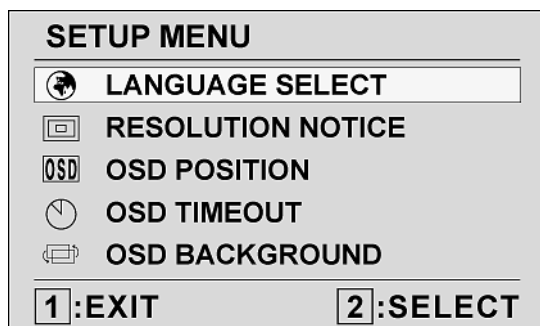 SETUP MENU
LANGUAGE SELECT
RESOLUTION NOTICE
OSD OSD POSITION
OSD TIMEOUT
OSD BACKGROUND
1:EXIT 2:SELECT